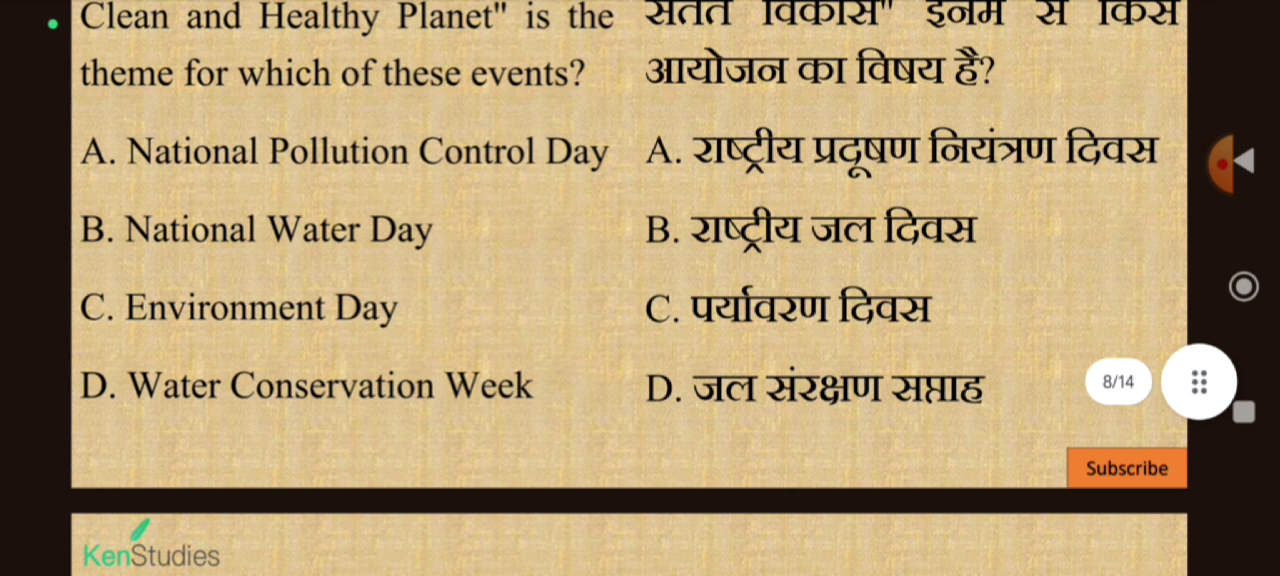 Clean and Healthy Planet" is the
theme for which of these events?
A. National Pollution Control Day
B. National Water Day
C. Environment Day
D. Water Conservation Week
सतत विकास" इनमें से किस
आयोजन का विषय है?
A. राष्ट्रीय प्रदूषण नियंत्रण दिवस
B. राष्ट्रीय जल दिवस
C. पर्यावरण दिवस
D. जल संरक्षण सप्ताह
8/14
Subscribe
KenStudies